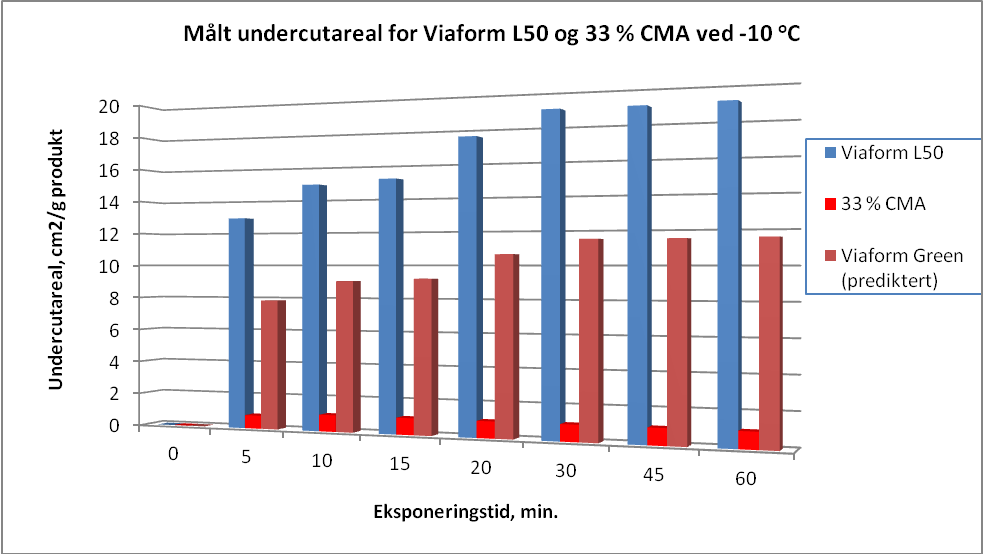 Målt undercutareal for Viaform L50 og 33 % CMA ved -10 °C
Undercutareal, cm2/g produkt
20
18
16
14
12
10
8
6
4
2
0
0
5
10
15
20
30
45
60
Eksponeringstid, min.
Viaform L50
33 % CMA
Viaform Green
(prediktert)